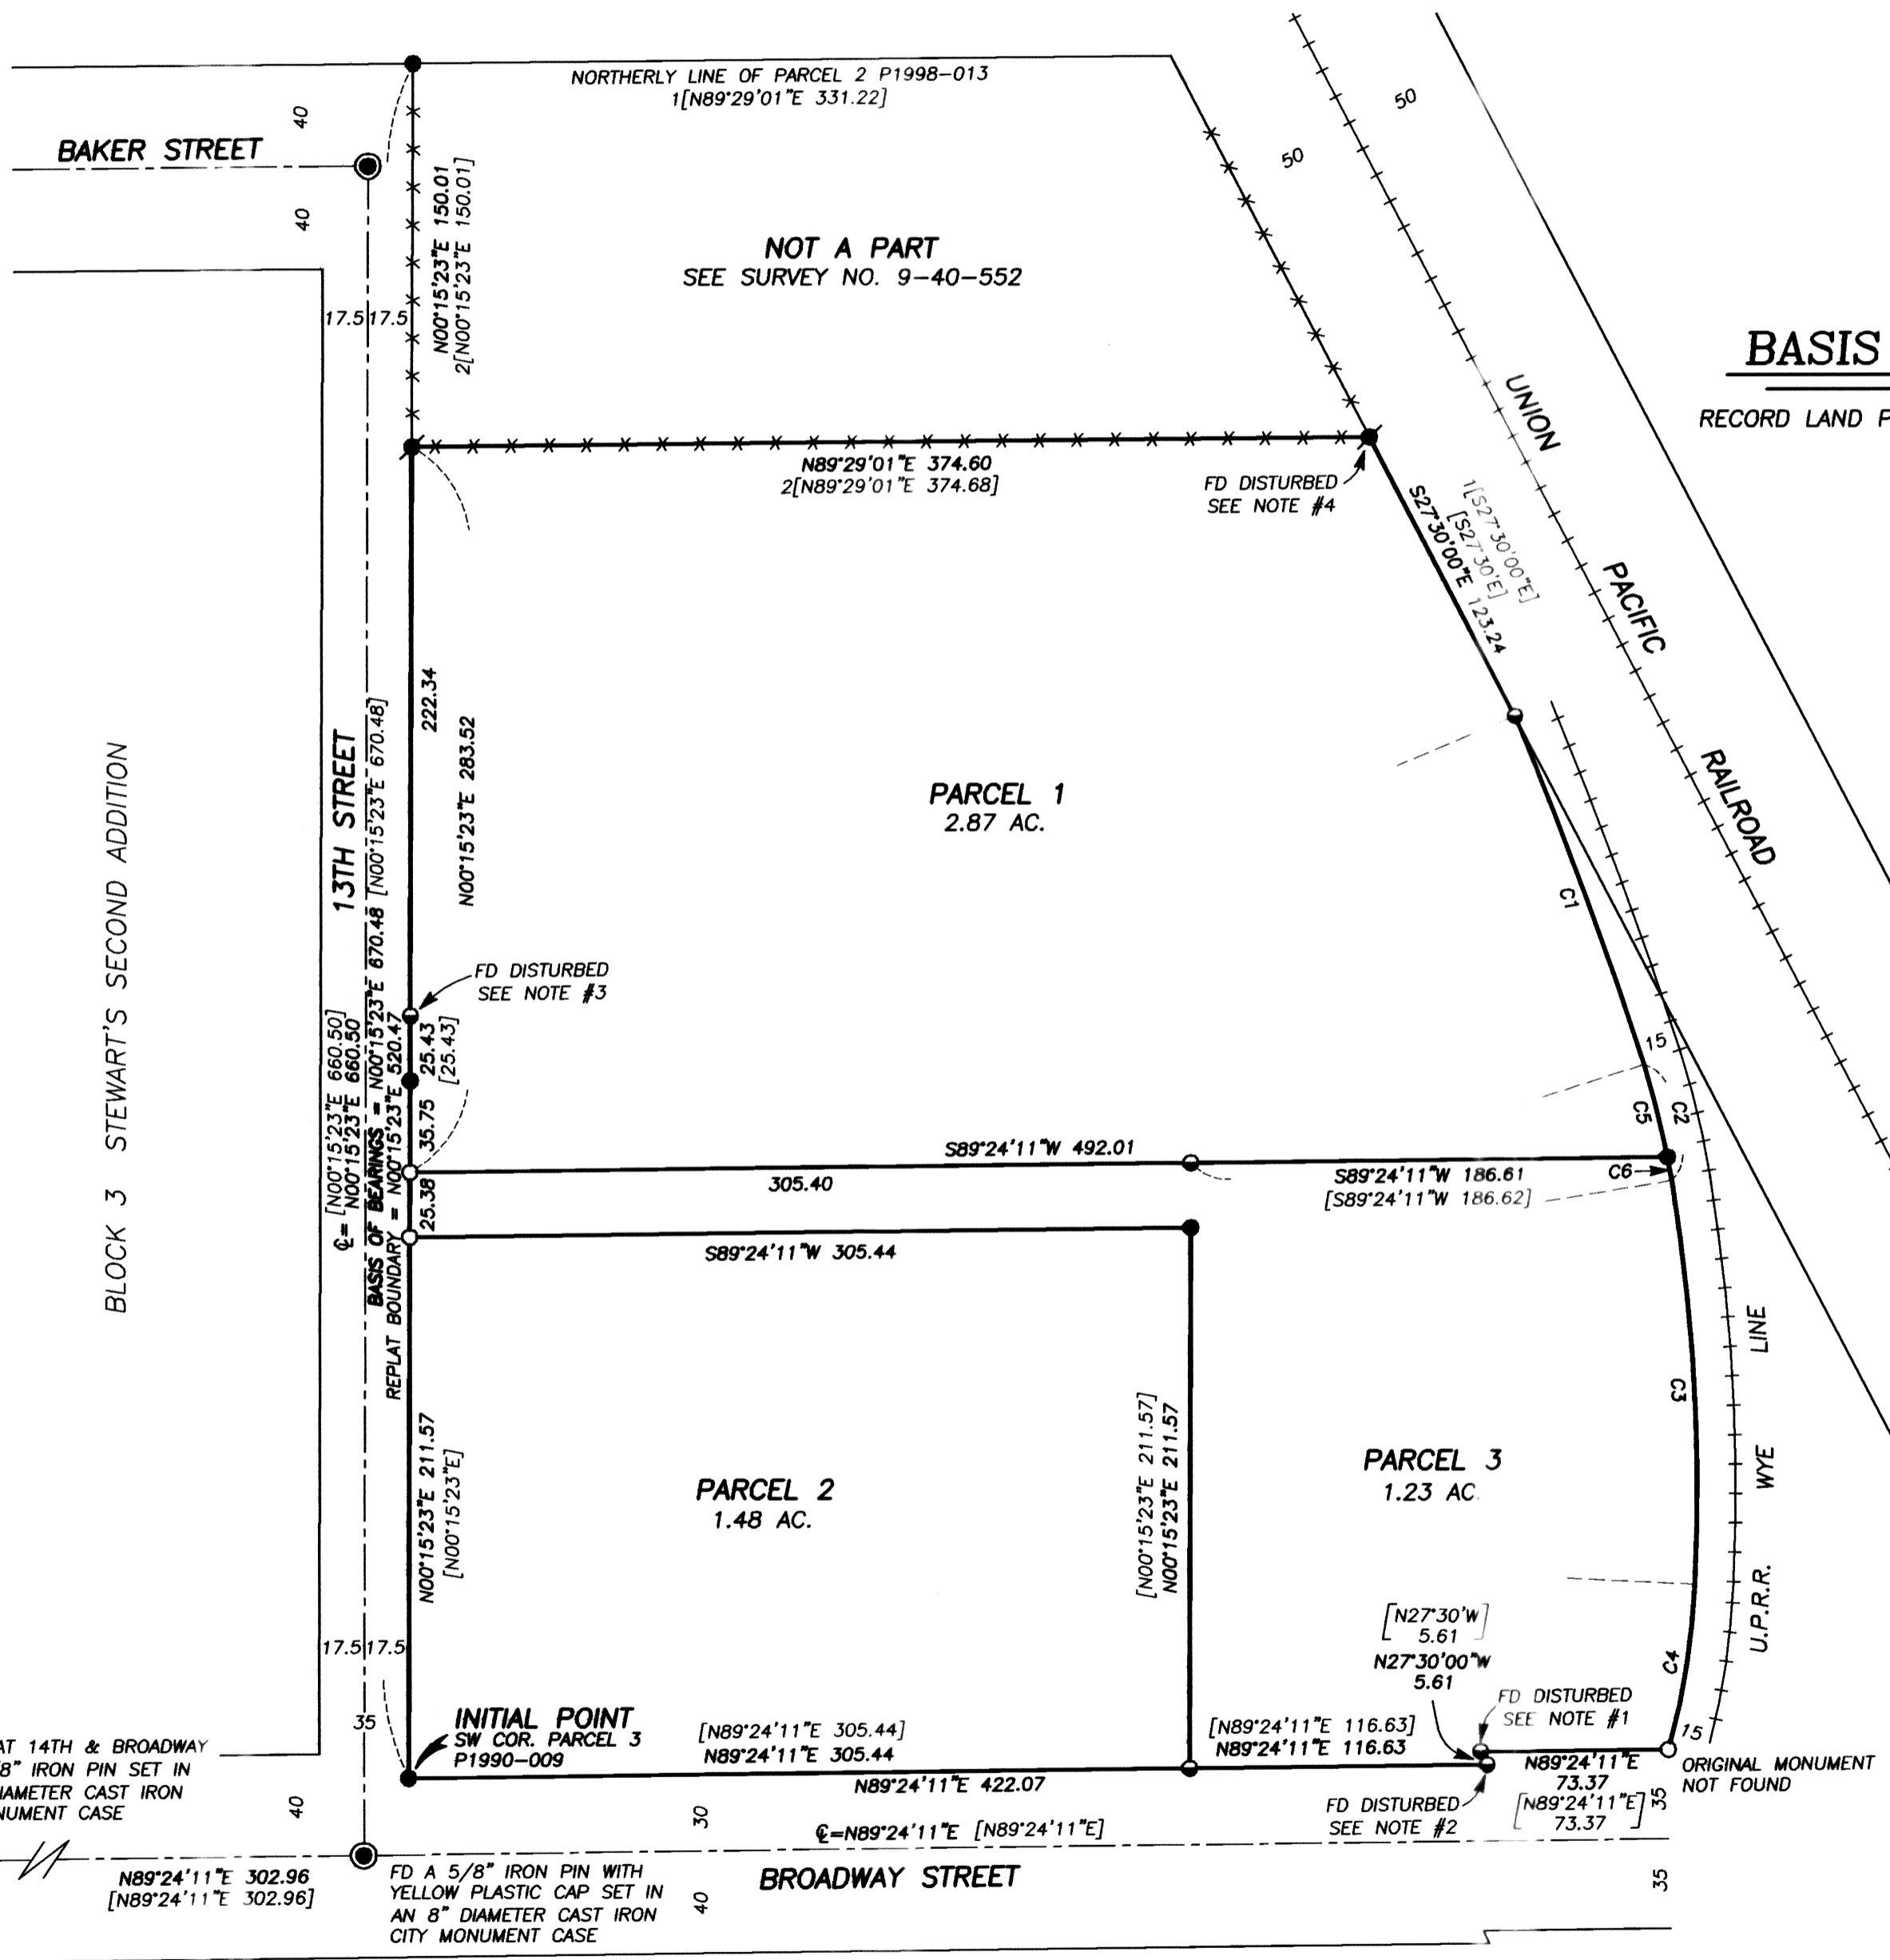 NORTHERLY LINE OF PARCEL 2 P1998-013
1[N89°29'01"E 331.22]
40
BAKER STREET
40
50
50
N00°15'23"E 150.01
2[N00°15'23"E 150.01]
NOT A PART
SEE SURVEY NO. 9-40-552
17.5
17.5
BASIS
RECORD LAND P
UNION
PACIFIC
RAILROAD
N89°29'01"E 374.60
2[N89°29'01"E 374.68]
FD DISTURBED
SEE NOTE #4
1[S27°30'00"E]
[S27°30'E]
S27°30'00"E 123.24
222.34
N00°15'23"E 283.52
13TH STREET
BLOCK 3 STEWART'S SECOND ADDITION
PARCEL 1
2.87 AC.
C1
FD DISTURBED
SEE NOTE #3
25.43
[25.43]
℄=
[N00°15'23"E 660.50]
N00°15'23"E 660.50
BASIS OF BEARINGS = N00°15'23"E 670.48 [N00°15'23"E 670.48]
REPLAT BOUNDARY = N00°15'23"E 520.47
15
35.75
C5
C2
S89°24'11"W 492.01
305.40
S89°24'11"W 186.61
[S89°24'11"W 186.62]
C6
25.38
S89°24'11"W 305.44
N00°15'23"E 211.57
[N00°15'23"E]
[N00°15'23"E 211.57]
N00°15'23"E 211.57
PARCEL 2
1.48 AC.
PARCEL 3
1.23 AC.
C3
LINE
WYE
U.P.R.R.
[N27°30'W]
5.61
N27°30'00"W
5.61
C4
17.5
17.5
35
INITIAL POINT
SW COR. PARCEL 3
P1990-009
[N89°24'11"E 305.44]
N89°24'11"E 305.44
[N89°24'11"E 116.63]
N89°24'11"E 116.63
FD DISTURBED
SEE NOTE #1
15
N89°24'11"E 422.07
N89°24'11"E
73.37
[N89°24'11"E]
73.37
ORIGINAL MONUMENT
NOT FOUND
AT 14TH & BROADWAY
8" IRON PIN SET IN
IAMETER CAST IRON
NUMENT CASE
40
30
FD DISTURBED
SEE NOTE #2
35
℄=N89°24'11"E [N89°24'11"E]
N89°24'11"E 302.96
[N89°24'11"E 302.96]
FD A 5/8" IRON PIN WITH
YELLOW PLASTIC CAP SET IN
AN 8" DIAMETER CAST IRON
CITY MONUMENT CASE
40
BROADWAY STREET
35